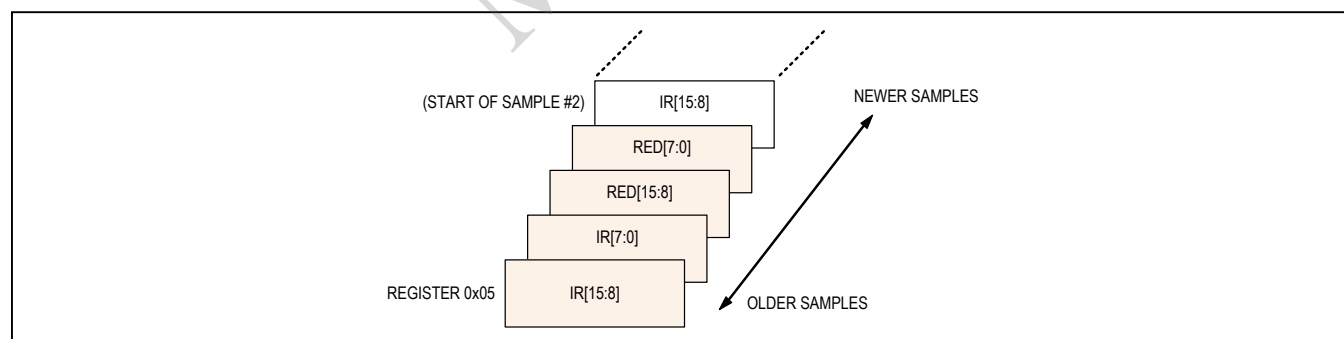 (START OF SAMPLE #2) IR[15:8] NEWER SAMPLES
RED[7:0]
RED[15:8]
IR[7:0]
REGISTER 0x05 IR[15:8] OLDER SAMPLES